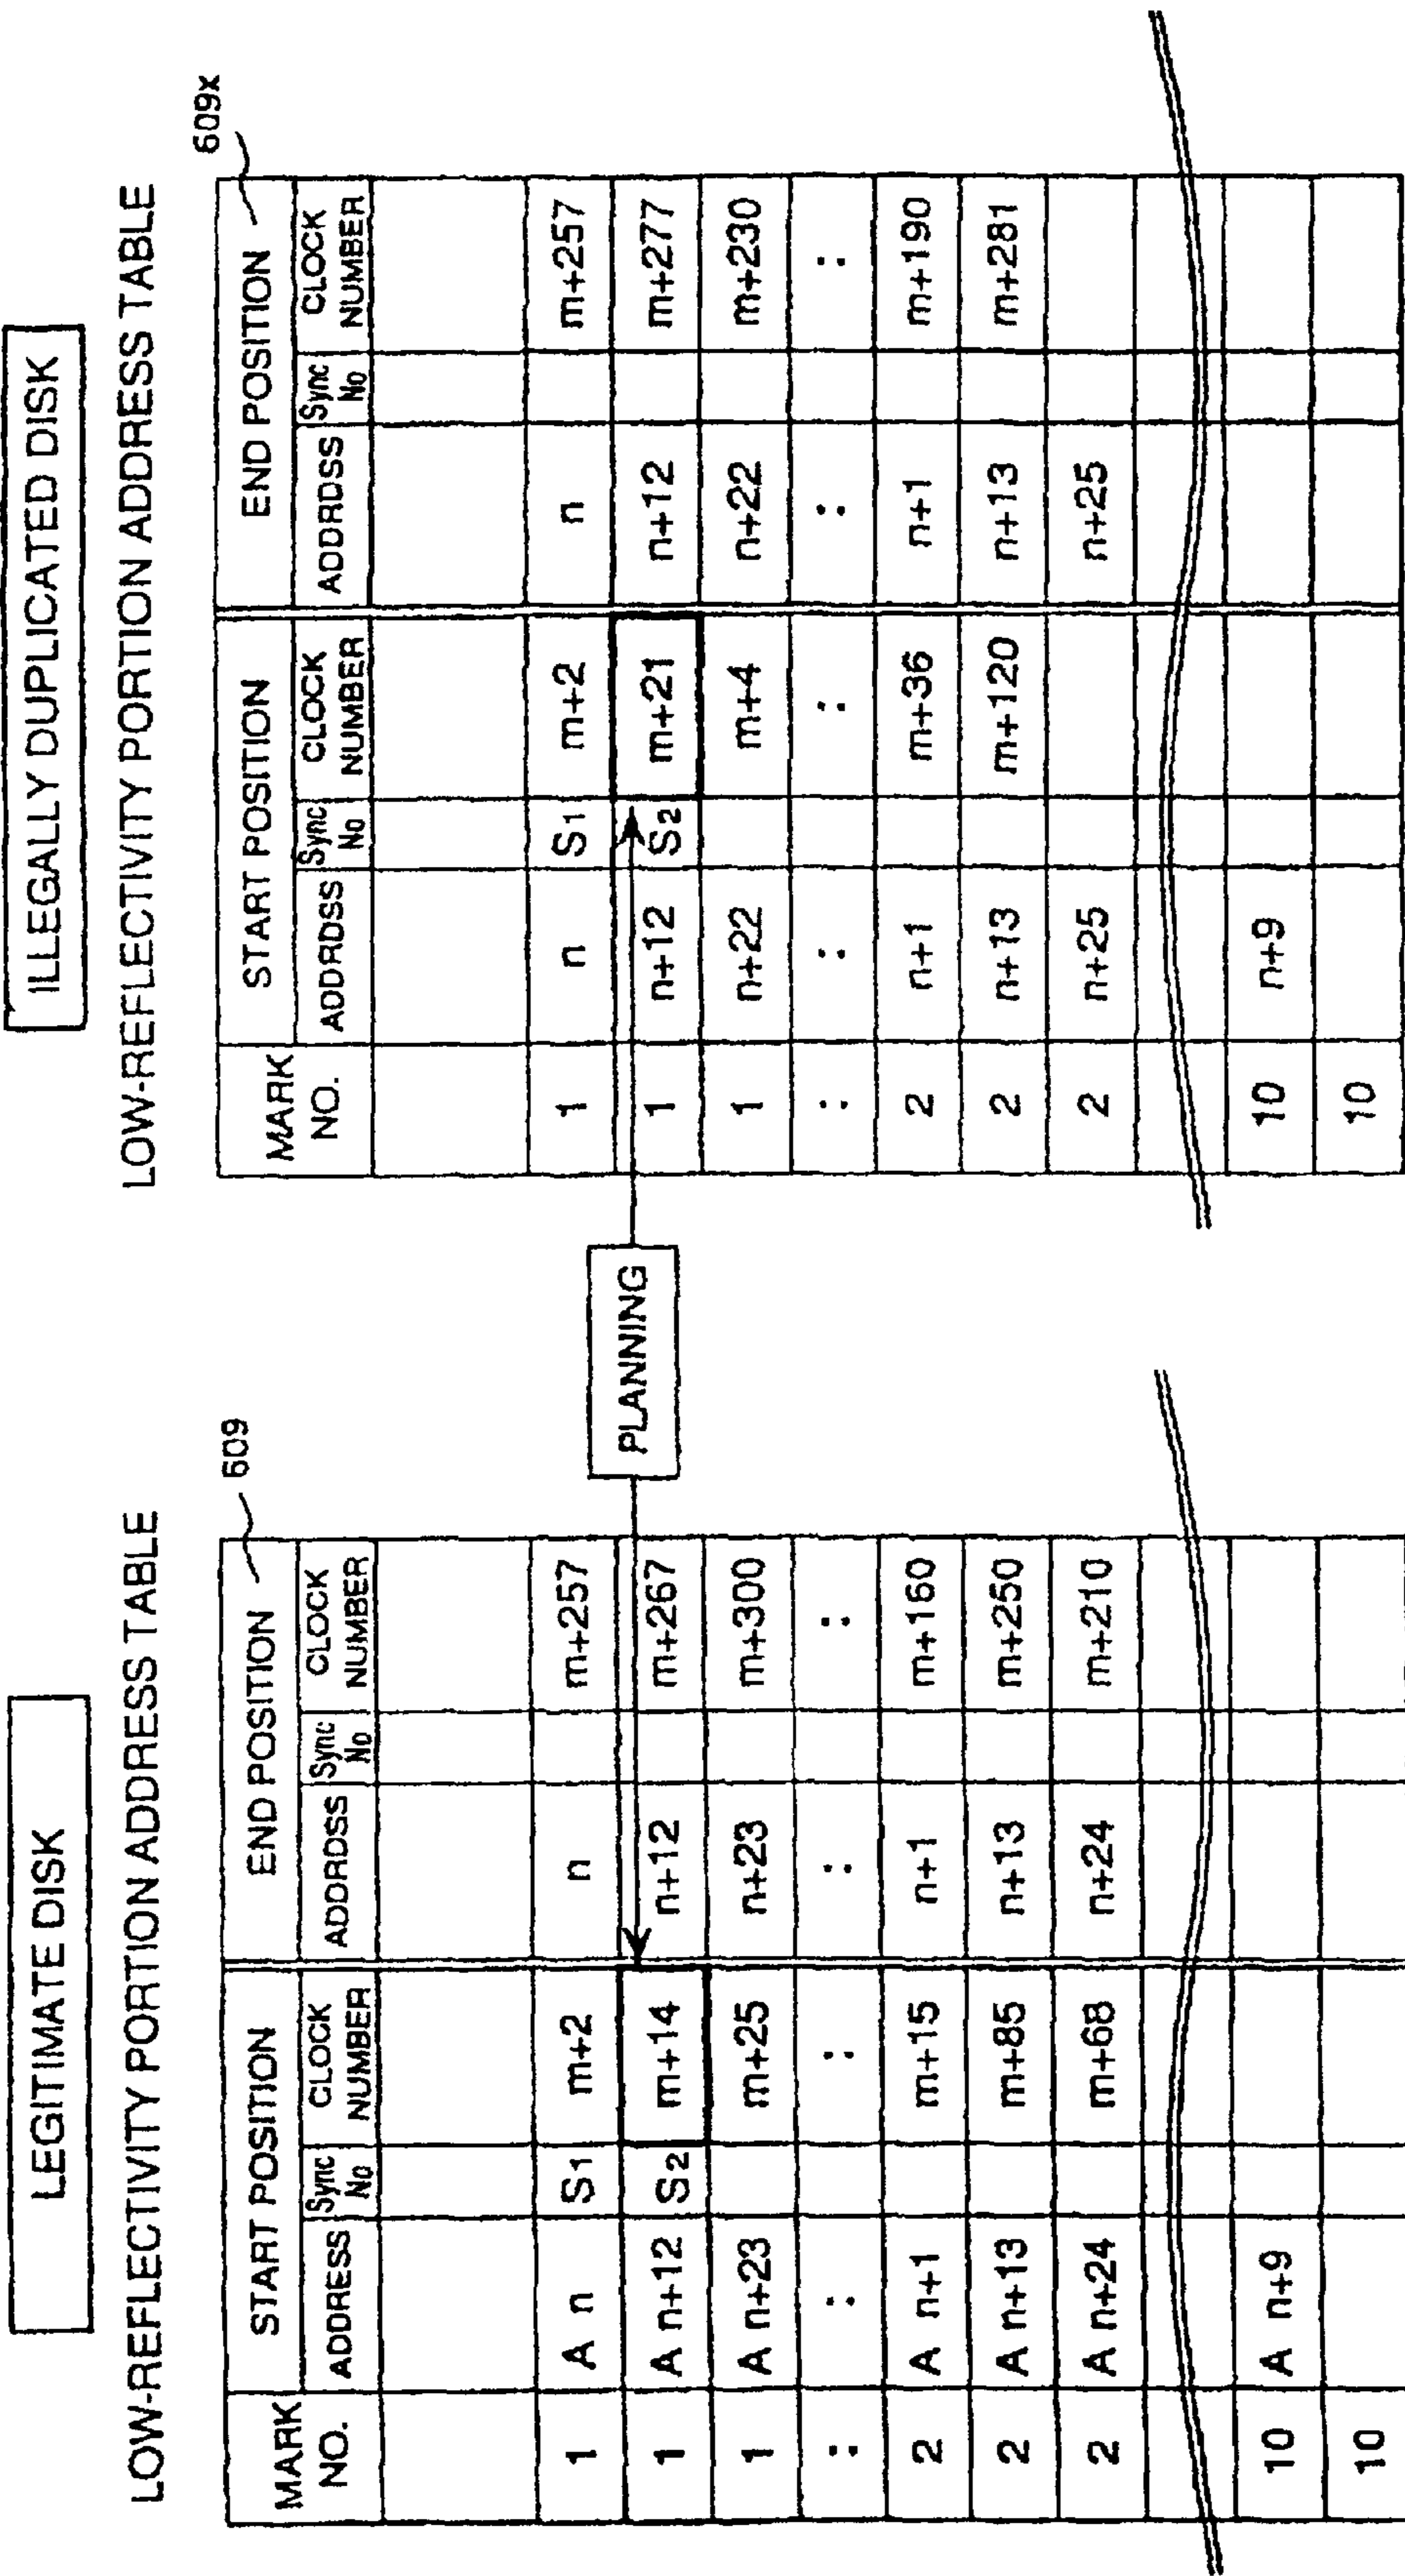 LEGITIMATE DISK
LOW-REFLECTIVITY PORTION ADDRESS TABLE
609
MARK NO. START POSITION END POSITION
ADDRESS Sync No CLOCK NUMBER ADDRDSS Sync No CLOCK NUMBER
1 A n S1 m+2 n m+257
1 A n+12 S2 m+14 n+12 m+267
1 A n+23 m+25 n+23 m+300
: : : : :
2 A n+1 m+15 n+1 m+160
2 A n+13 m+85 n+13 m+250
2 A n+24 m+68 n+24 m+210
10 A n+9
10
PLANNING
ILLEGALLY DUPLICATED DISK
LOW-REFLECTIVITY PORTION ADDRESS TABLE
609x
MARK NO. START POSITION END POSITION
ADDRDSS Sync No CLOCK NUMBER ADDRDSS Sync No CLOCK NUMBER
1 n S1 m+2 n m+257
1 n+12 S2 m+21 n+12 m+277
1 n+22 m+4 n+22 m+230
: : : : :
2 n+1 m+36 n+1 m+190
2 n+13 m+120 n+13 m+281
2 n+25 n+25
10 n+9
10